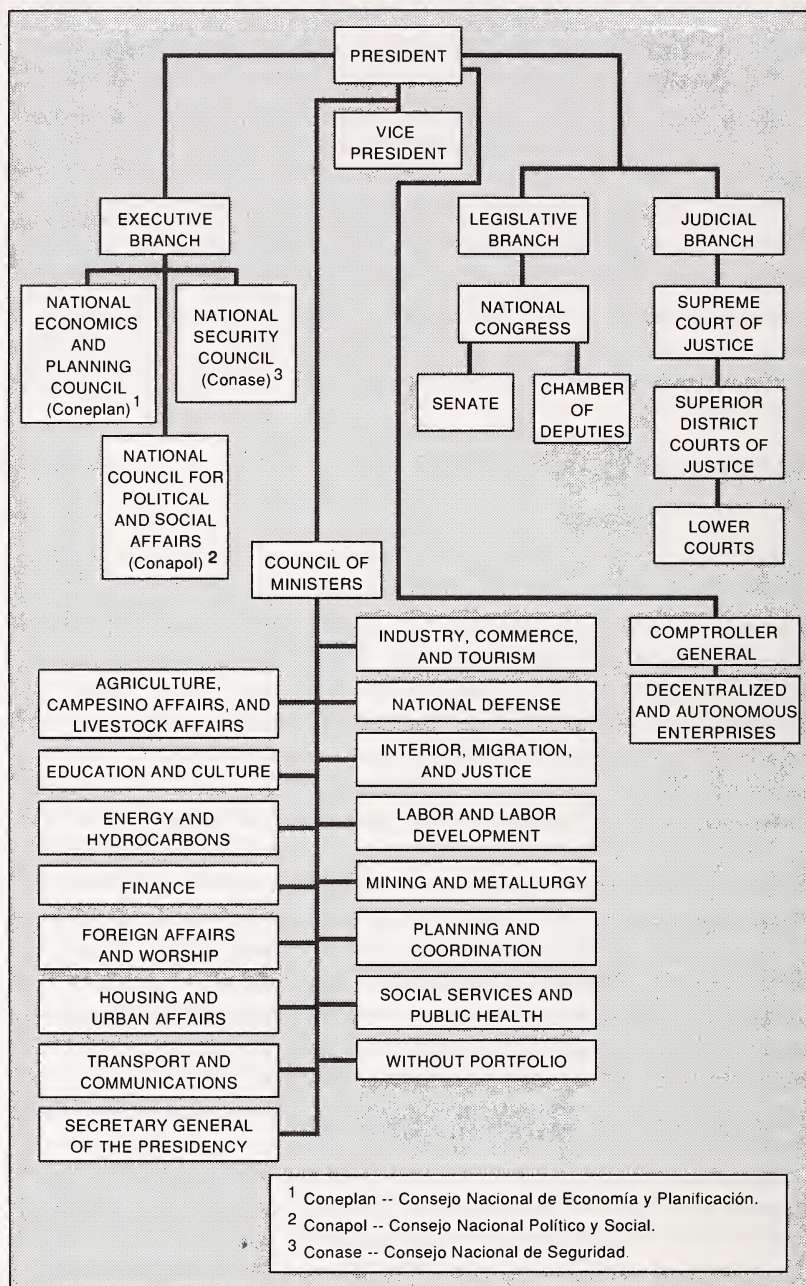 PRESIDENT
VICE
PRESIDENT
EXECUTIVE
BRANCH
LEGISLATIVE
BRANCH
JUDICIAL
BRANCH
NATIONAL
ECONOMICS
AND
PLANNING
COUNCIL
(Coneplan) 1
NATIONAL
SECURITY
COUNCIL
(Conase) 3
NATIONAL
COUNCIL FOR
POLITICAL
AND SOCIAL
AFFAIRS
(Conapol) 2
NATIONAL
CONGRESS
SENATE
CHAMBER
OF
DEPUTIES
SUPREME
COURT OF
JUSTICE
SUPERIOR
DISTRICT
COURTS OF
JUSTICE
LOWER
COURTS
COUNCIL OF
MINISTERS
COMPTROLLER
GENERAL
DECENTRALIZED
AND AUTONOMOUS
ENTERPRISES
AGRICULTURE,
CAMPESINO AFFAIRS, AND
LIVESTOCK AFFAIRS
EDUCATION AND CULTURE
ENERGY AND
HYDROCARBONS
FINANCE
FOREIGN AFFAIRS
AND WORSHIP
HOUSING AND
URBAN AFFAIRS
TRANSPORT AND
COMMUNICATIONS
SECRETARY GENERAL
OF THE PRESIDENCY
INDUSTRY, COMMERCE,
AND TOURISM
NATIONAL DEFENSE
INTERIOR, MIGRATION,
AND JUSTICE
LABOR AND LABOR
DEVELOPMENT
MINING AND METALLURGY
PLANNING AND
COORDINATION
SOCIAL SERVICES AND
PUBLIC HEALTH
WITHOUT PORTFOLIO
1 Coneplan -- Consejo Nacional de Economía y Planificación.
2 Conapol -- Consejo Nacional Político y Social.
3 Conase -- Consejo Nacional de Seguridad.